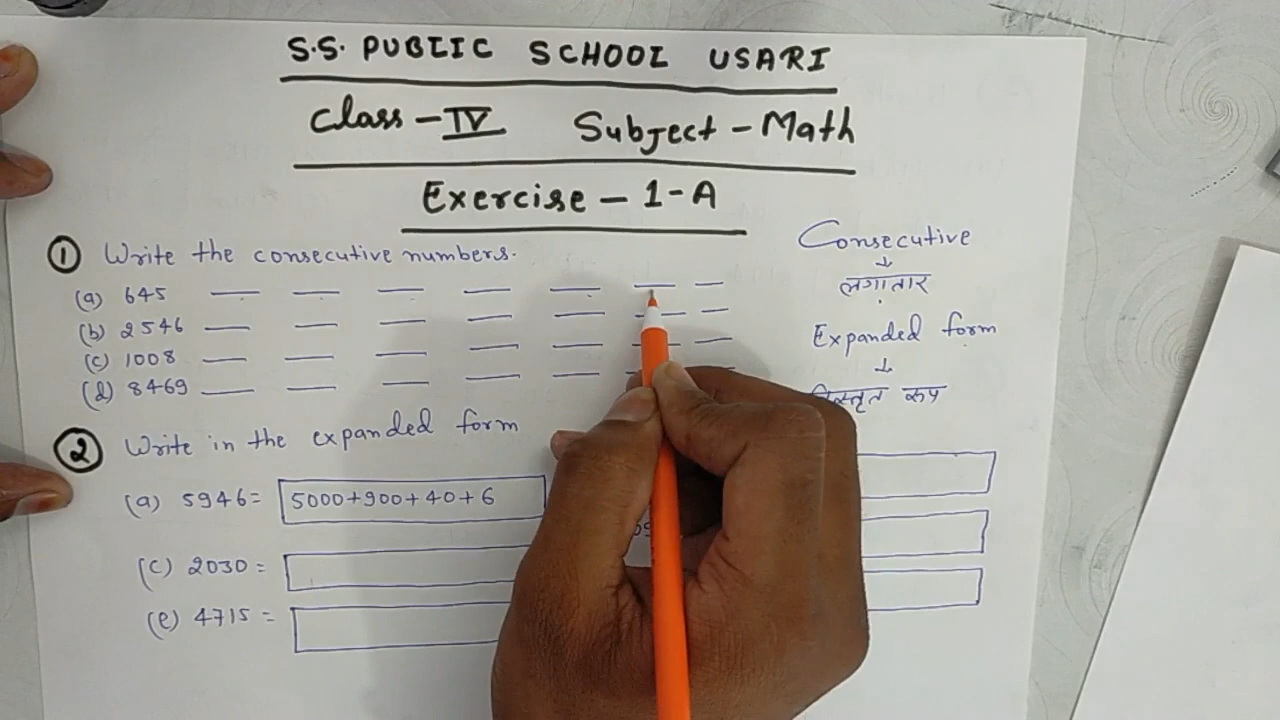 S.S. PUBLIC SCHOOL USARI
Class - IV Subject - Math
Exercise - 1-A
1 Write the consecutive numbers.
(a) 645
(b) 2546
(c) 1008
(d) 8469
Consecutive
लगातार
Expanded form
विस्तृत रूप
2 Write in the expanded form
(a) 5946= 5000+900+40+6
(c) 2030=
(e) 4715=